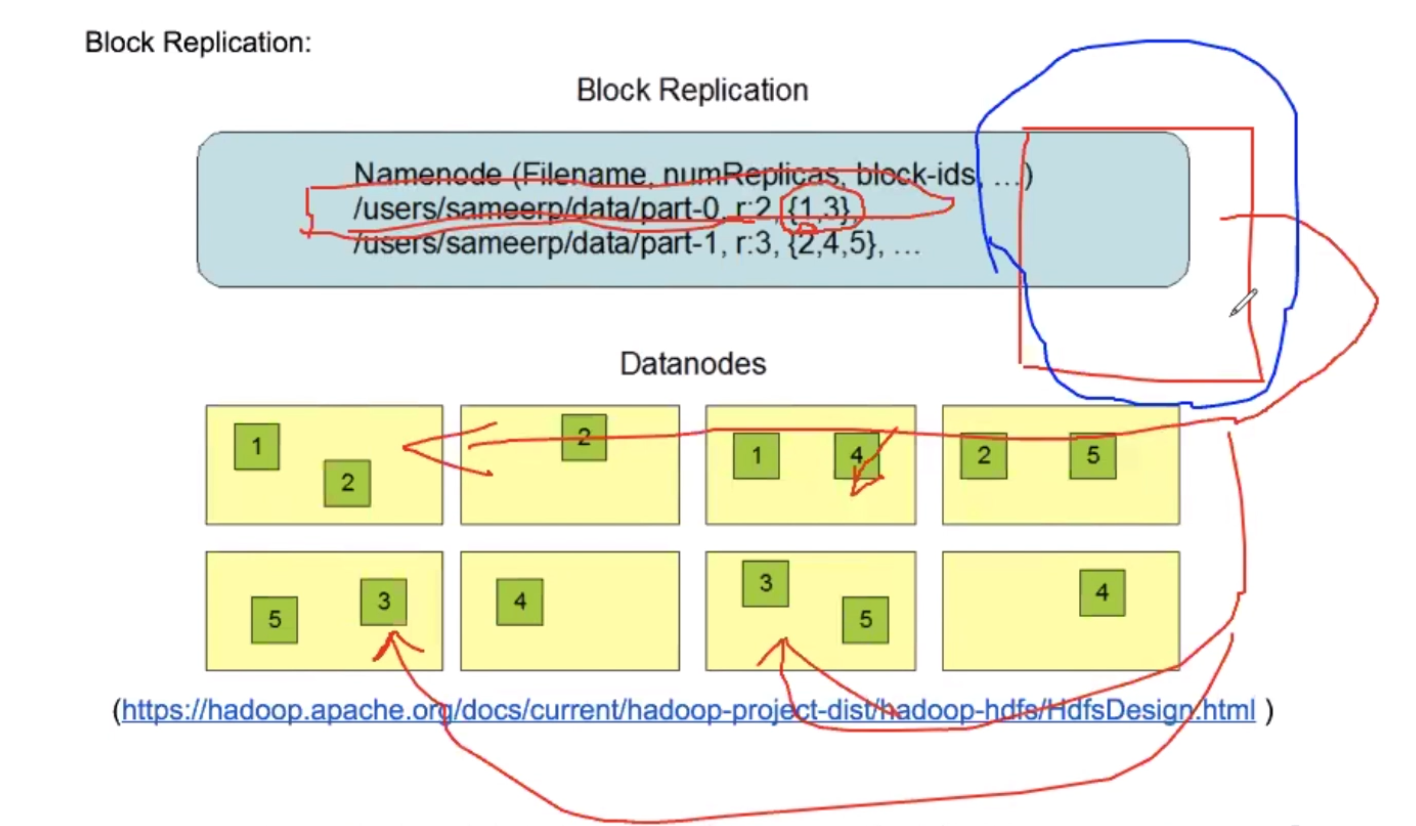 Block Replication:
Block Replication
Namenode (Filename, numReplicas, block-ids, …)
/users/sameerp/data/part-0, r:2, {1,3}, …
/users/sameerp/data/part-1, r:3, {2,4,5}, …
Datanodes
1 2 2 1 4 2 5
5 3 4 3 5 4
(https://hadoop.apache.org/docs/current/hadoop-project-dist/hadoop-hdfs/HdfsDesign.html )